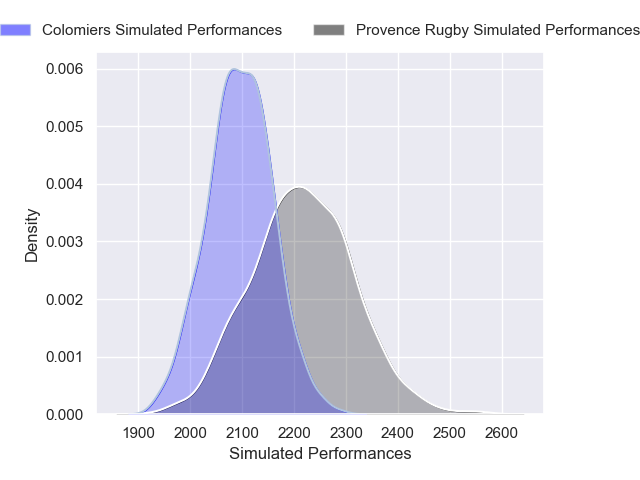 Colomiers Simulated Performances
Provence Rugby Simulated Performances
0.006
0.005
0.004
0.003
0.002
0.001
0.000
Density
1900 2000 2100 2200 2300 2400 2500 2600
Simulated Performances